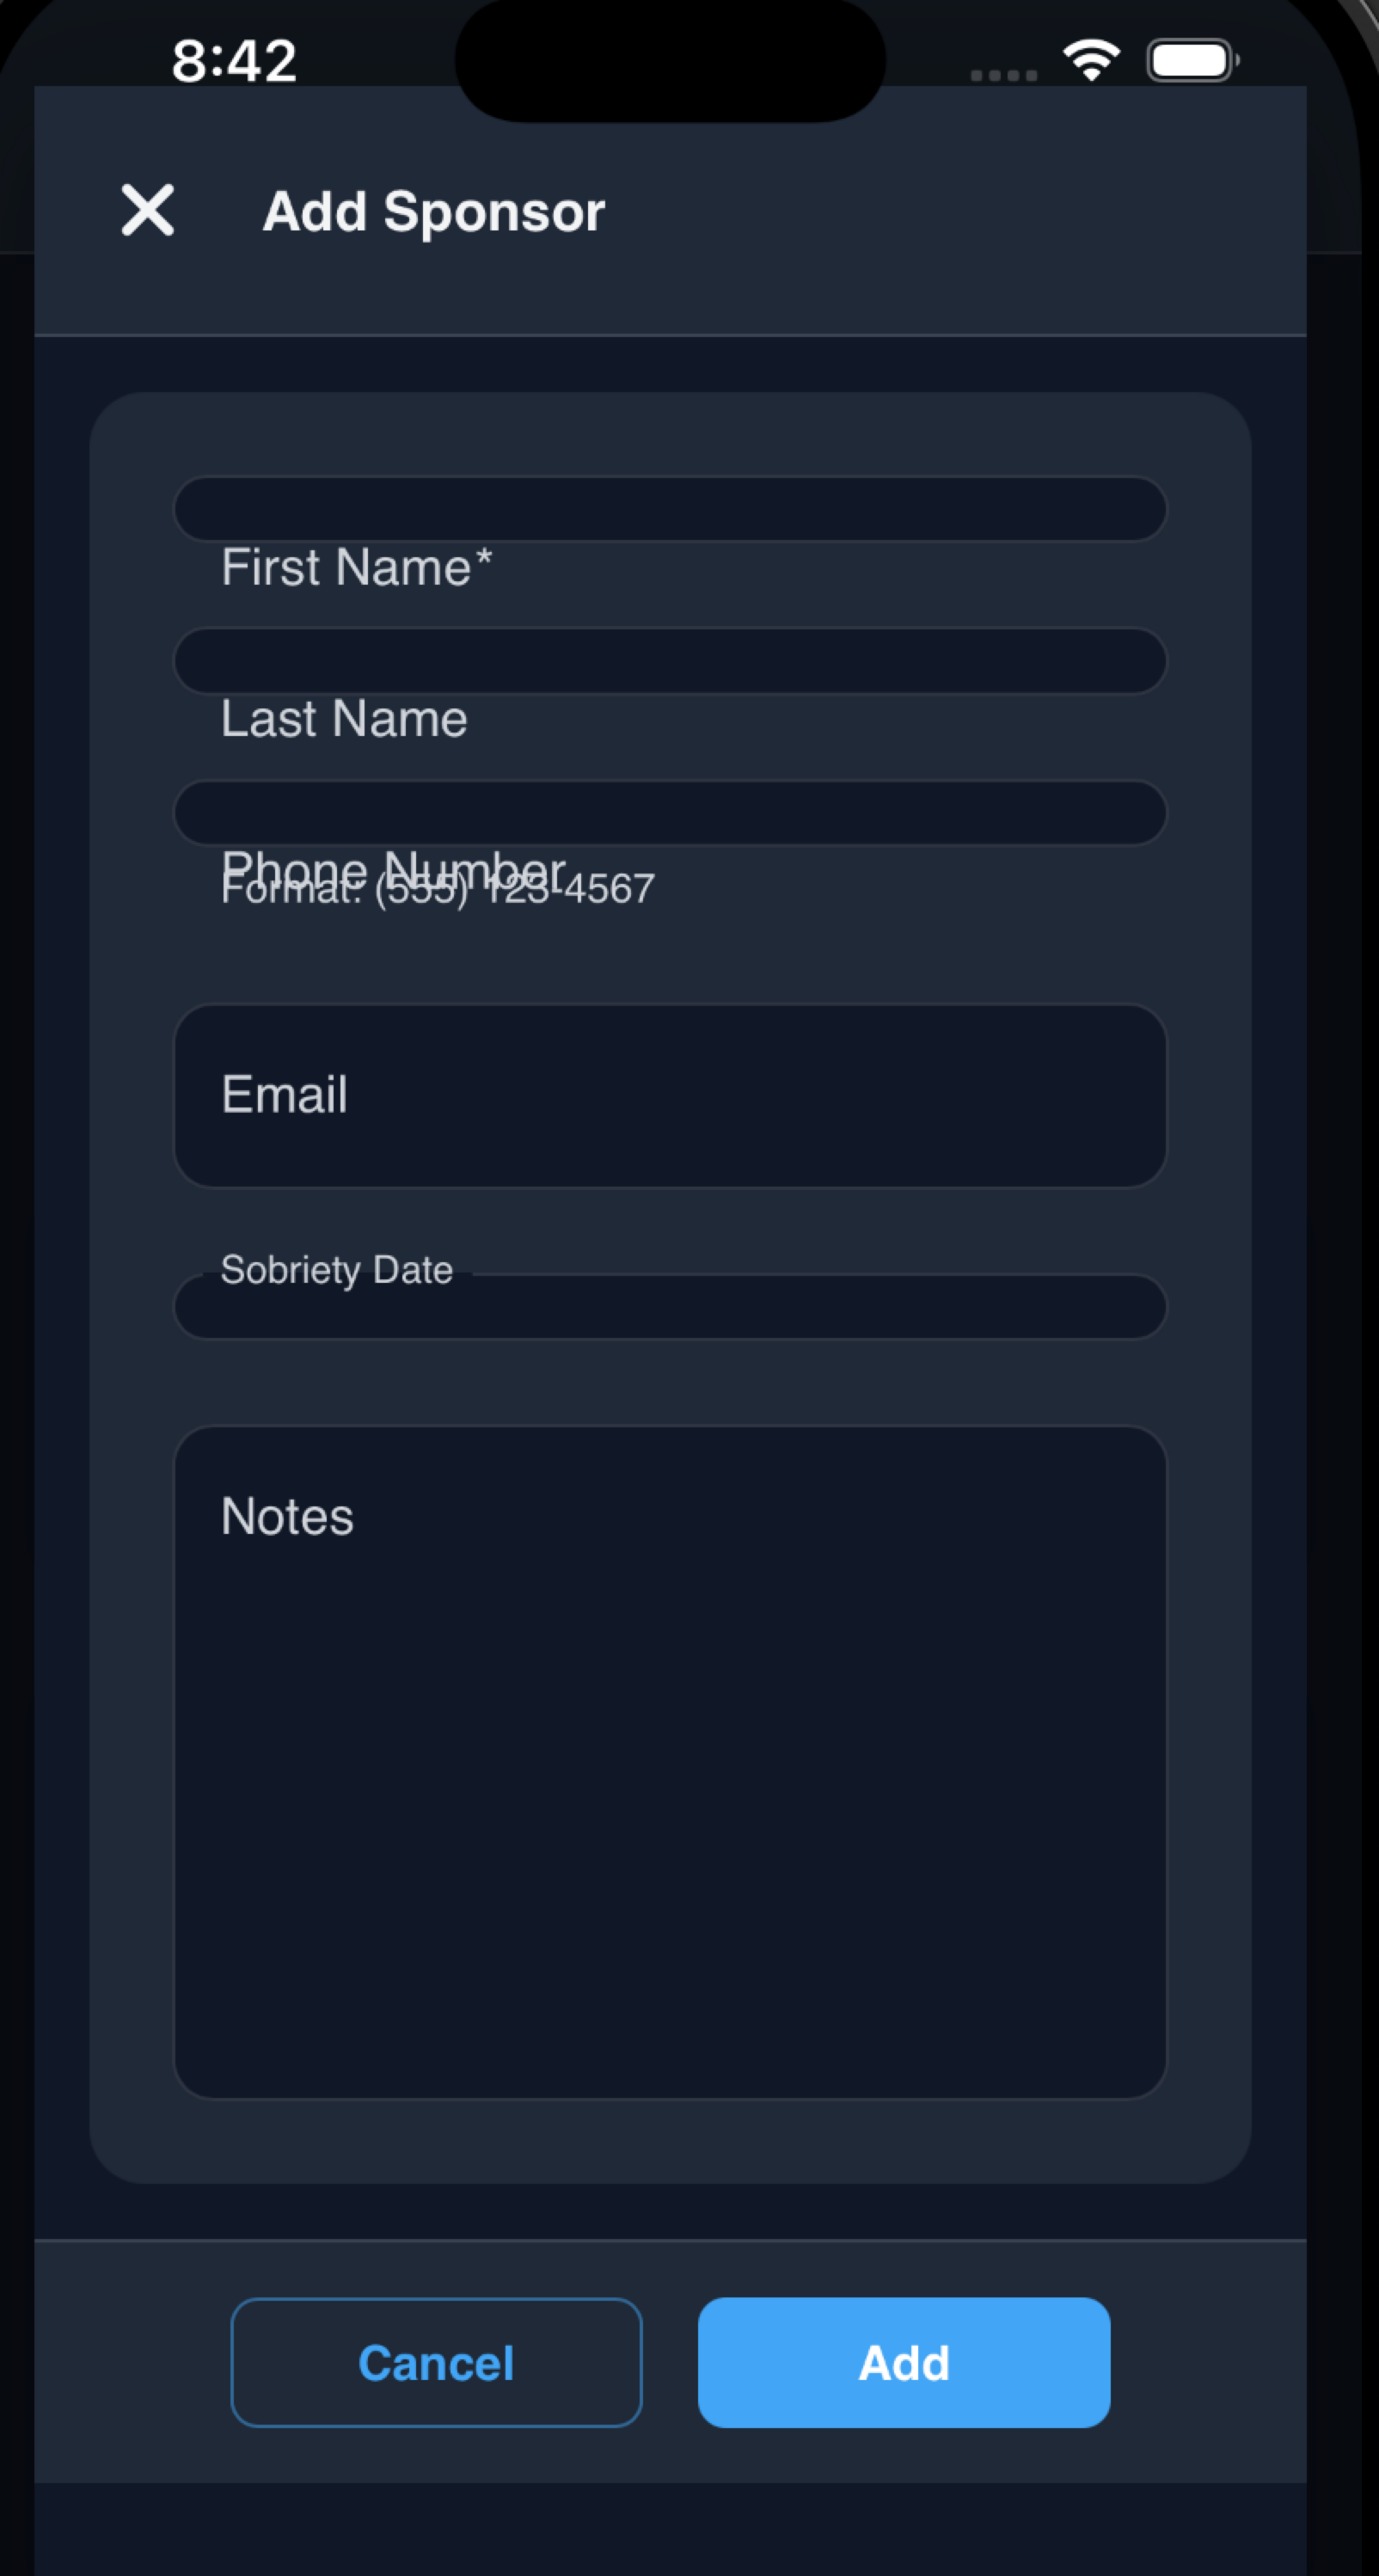 8:42
Add Sponsor
First Name*
Last Name
Phone Number
Format: (555) 123-4567
Email
Sobriety Date
Notes
Cancel
Add